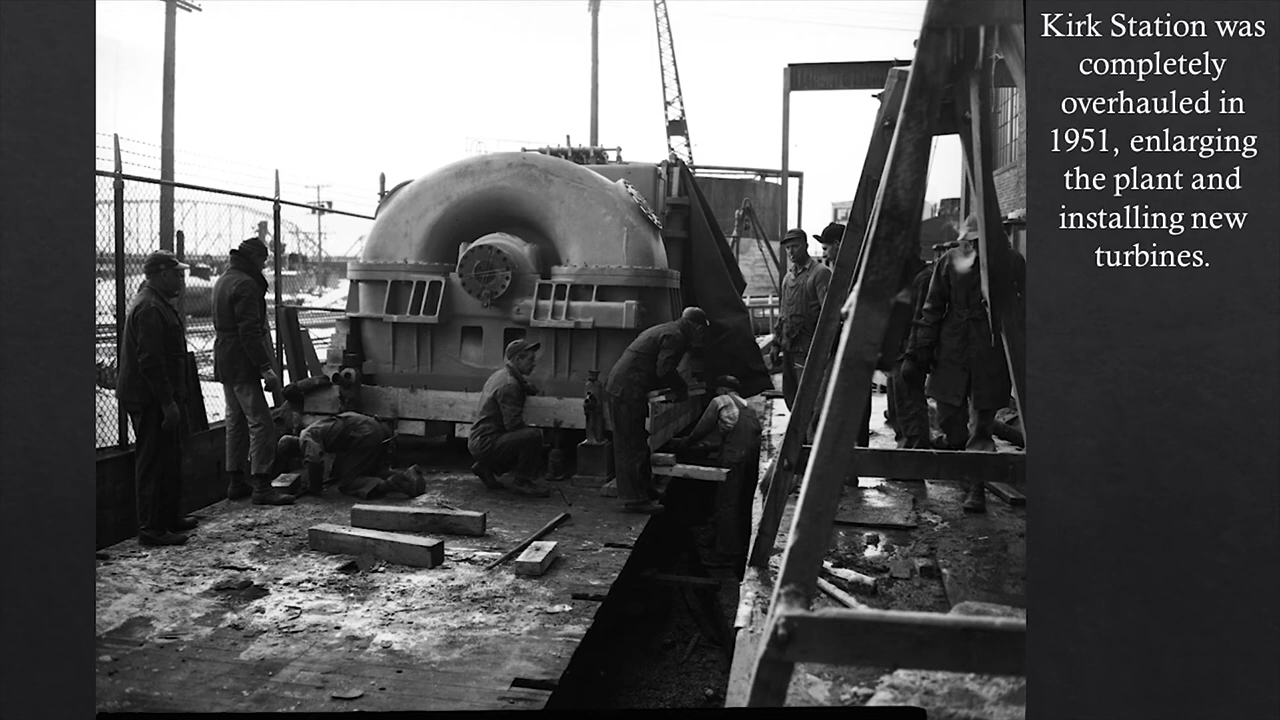 Kirk Station was
completely
overhauled in
1951, enlarging
the plant and
installing new
turbines.